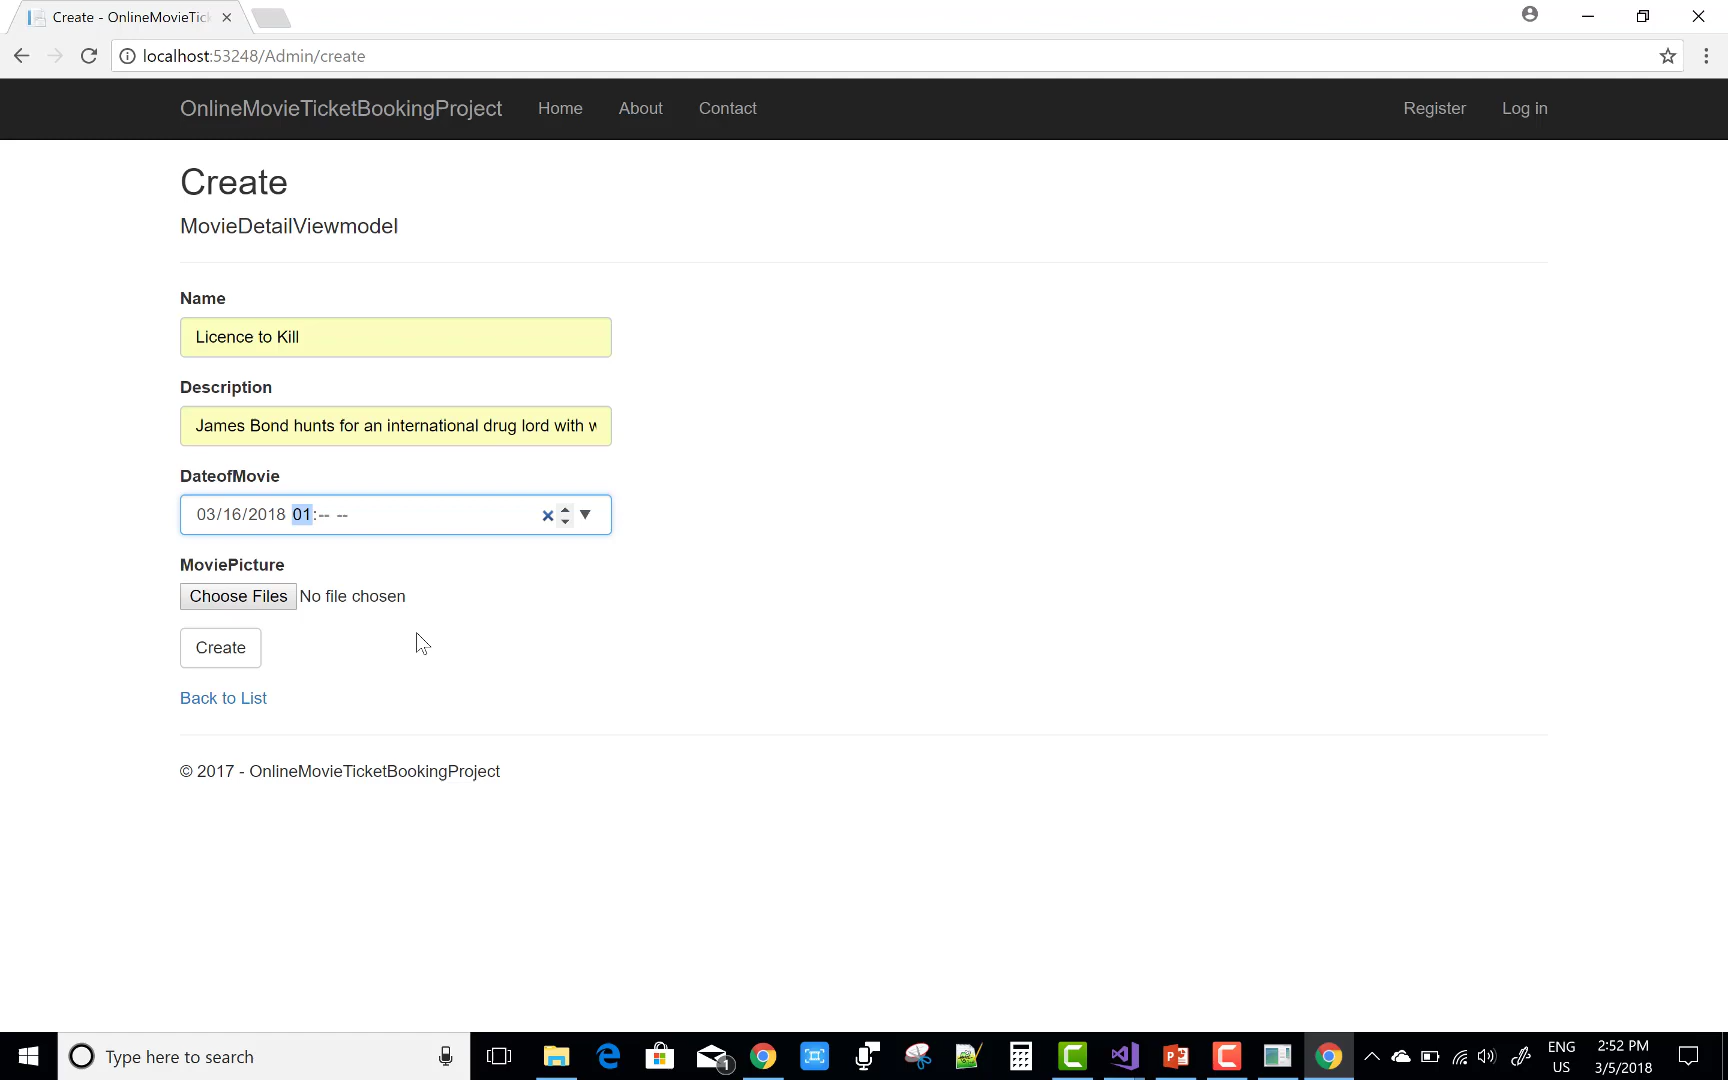 Create - OnlineMovieTic
localhost:53248/Admin/create
OnlineMovieTicketBookingProject Home About Contact Register Log in
Create
MovieDetailViewmodel
Name
Licence to Kill
Description
James Bond hunts for an international drug lord with
DateofMovie
03/16/2018 01:-- --
MoviePicture
Choose Files No file chosen
Create
Back to List
© 2017 - OnlineMovieTicketBookingProject
Type here to search
1
ENG
US
2:52 PM
3/5/2018